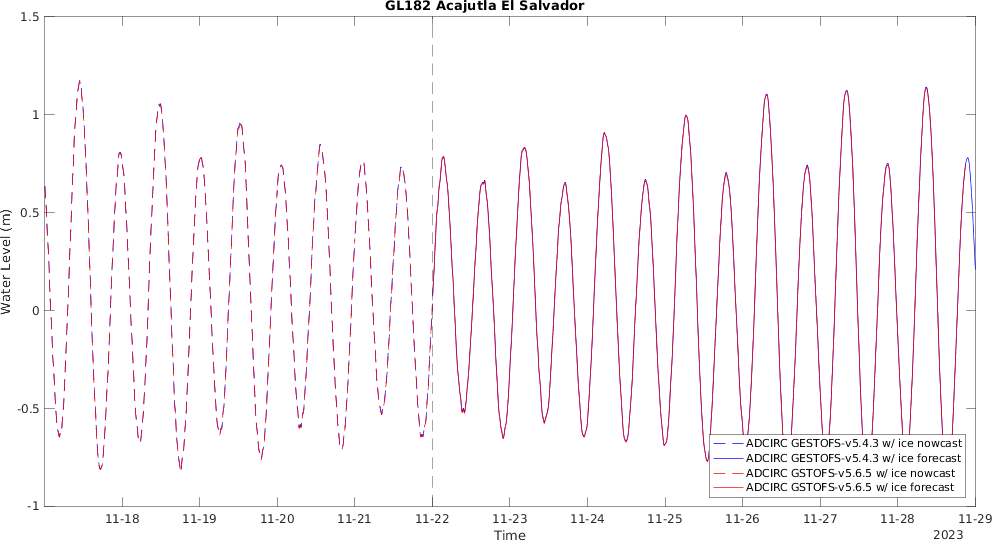 GL182 Acajutla El Salvador
1.5
1
0.5
0
-0.5
-1
Water Level (m)
11-18 11-19 11-20 11-21 11-22 11-23 11-24 11-25 11-26 11-27 11-28 11-29
Time
2023
ADCIRC GESTOFS-v5.4.3 w/ ice nowcast
ADCIRC GESTOFS-v5.4.3 w/ ice forecast
ADCIRC GSTOFS-v5.6.5 w/ ice nowcast
ADCIRC GSTOFS-v5.6.5 w/ ice forecast